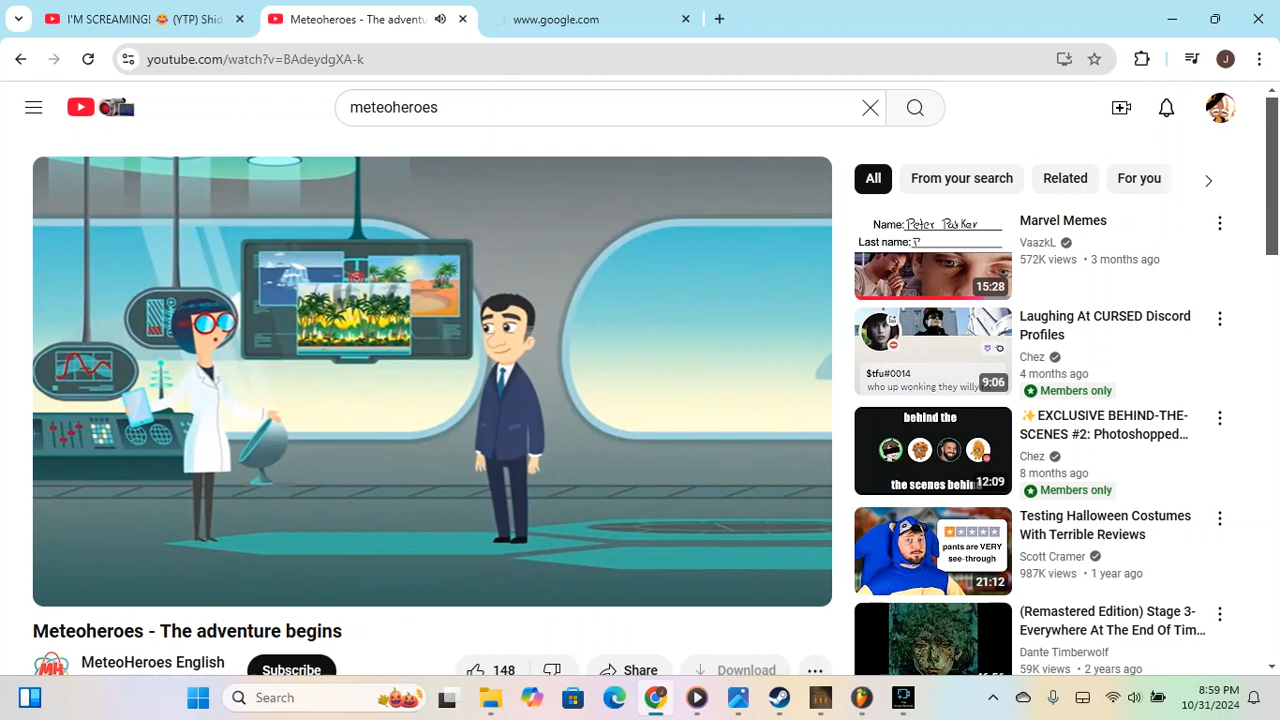 I'M SCREAMING! 😂 (YTP) Shid
Meteoheroes - The adventu
www.google.com
youtube.com/watch?v=BAdeydgXA-k
J
meteoheroes
All
From your search
Related
For you
Name: Peter Parker
Last name: P
15:28
Marvel Memes
VaazkL
572K views • 3 months ago
$tfu#0014
who up wonking they willy
9:06
Laughing At CURSED Discord
Profiles
Chez
4 months ago
Members only
behind the
the scenes behin
12:09
✨EXCLUSIVE BEHIND-THE-
SCENES #2: Photoshopped...
Chez
8 months ago
Members only
pants are VERY
see-through
21:12
Testing Halloween Costumes
With Terrible Reviews
Scott Cramer
987K views • 1 year ago
(Remastered Edition) Stage 3-
Everywhere At The End Of Tim...
Dante Timberwolf
59K views • 2 years ago
Meteoheroes - The adventure begins
MH
MeteoHeroes English
Subscribe
148
Share
Download
Search
8:59 PM
10/31/2024